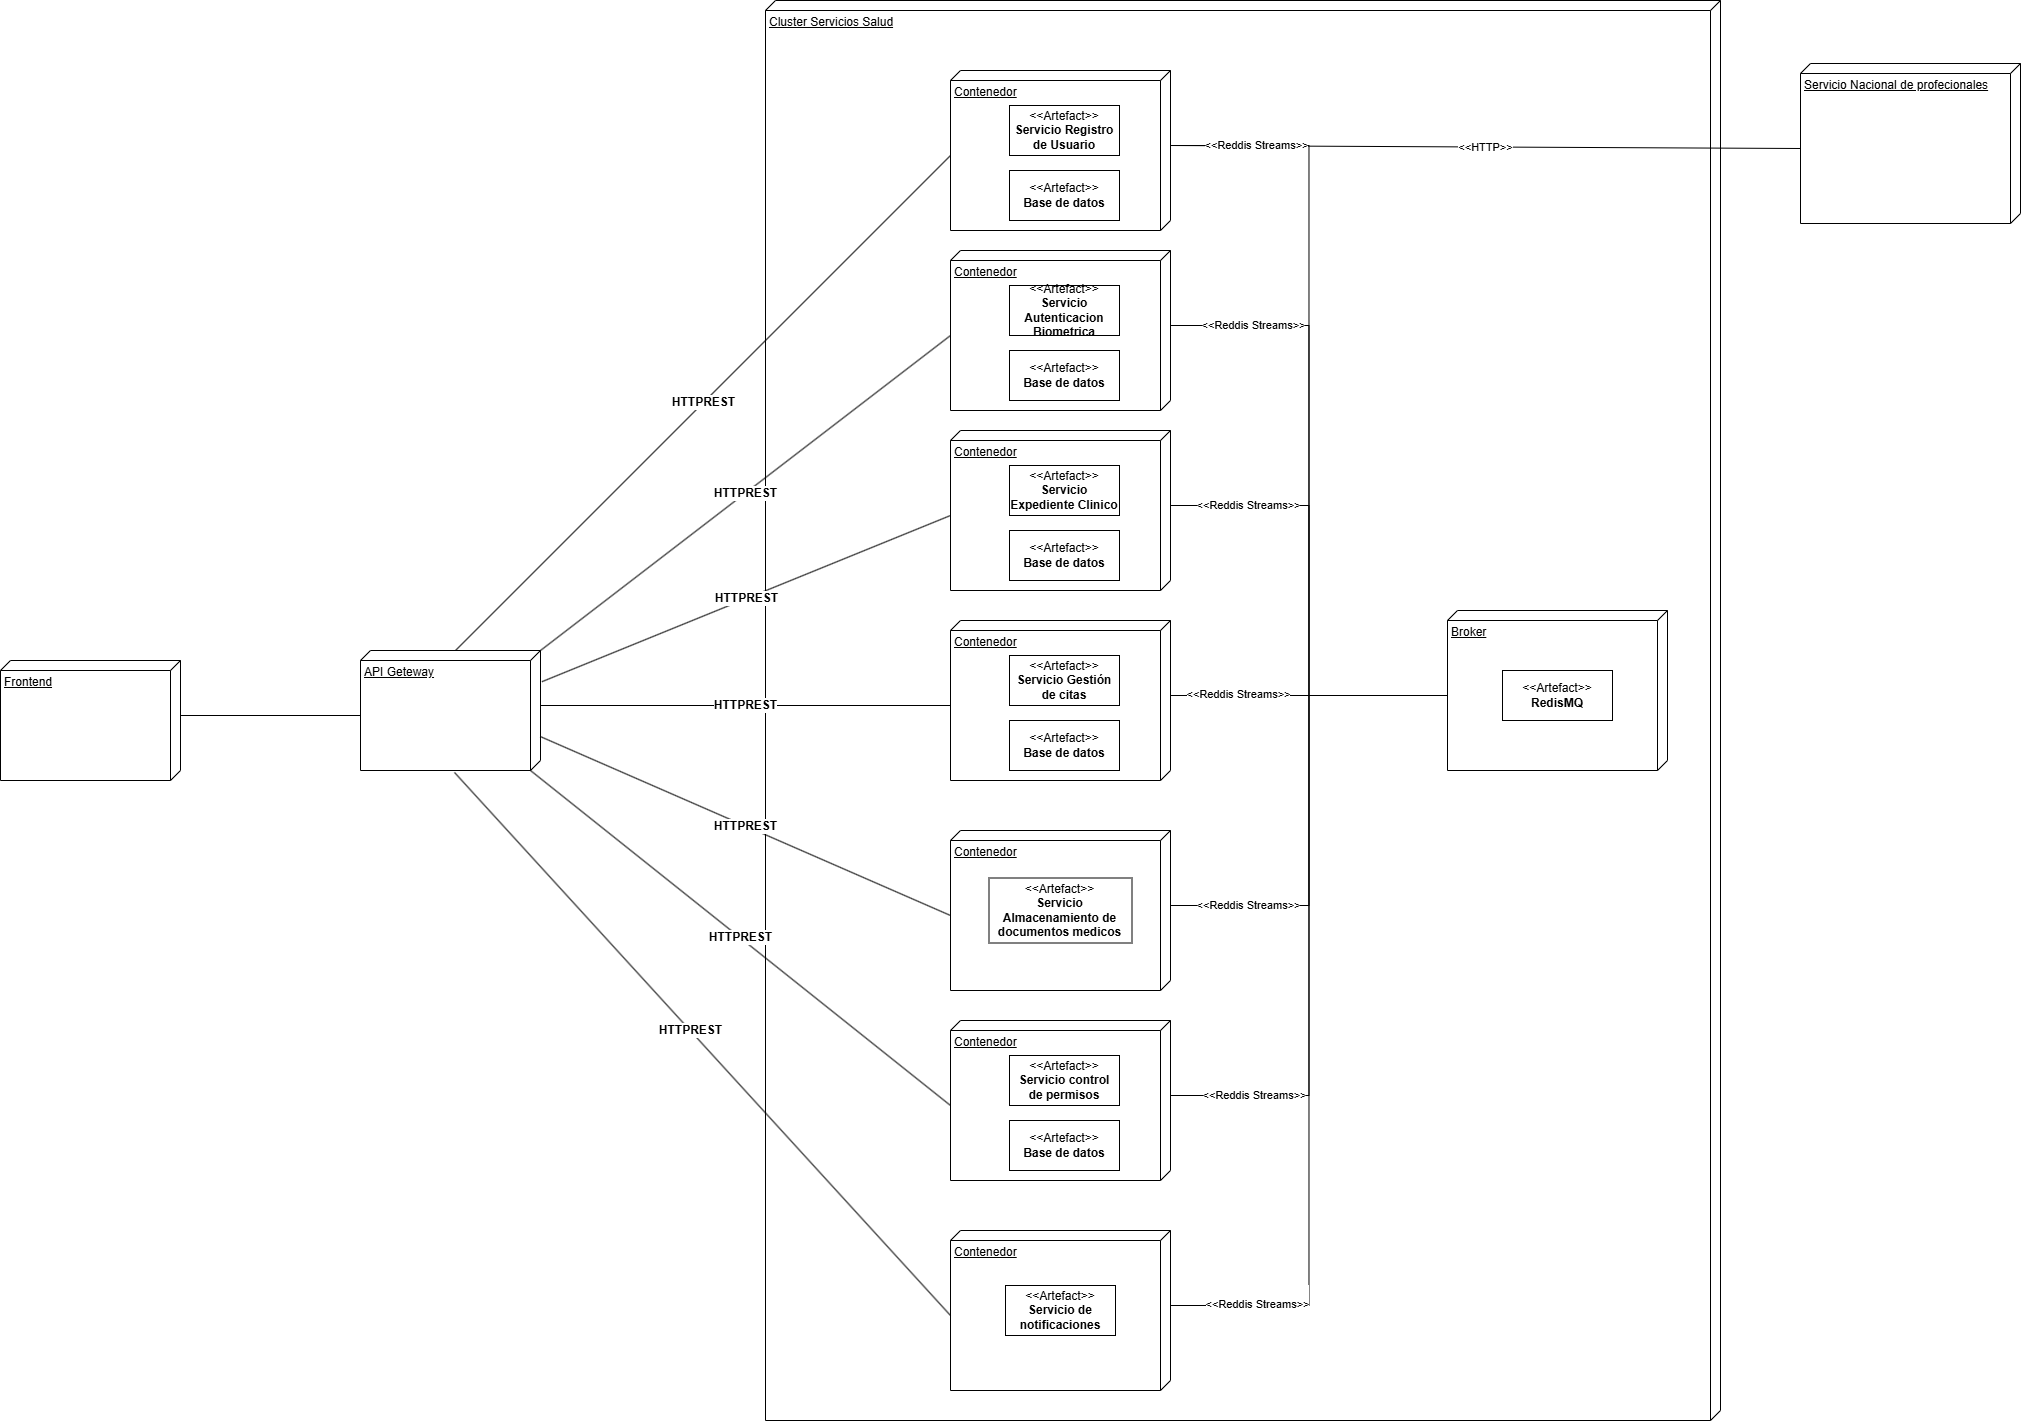 Cluster Servicios Salud
Servicio Nacional de profecionales
Contenedor
<<Artefact>>
Servicio Registro
de Usuario
<<Artefact>>
Base de datos
<<Reddis Streams>>
<<HTTP>>
Contenedor
<<Artefact>>
Servicio
Autenticacion
Biometrica
<<Artefact>>
Base de datos
<<Reddis Streams>>
HTTPREST
Contenedor
<<Artefact>>
Servicio
Expediente Clinico
<<Artefact>>
Base de datos
<<Reddis Streams>>
HTTPREST
HTTPREST
Frontend
API Geteway
HTTPREST
Contenedor
<<Artefact>>
Servicio Gestión
de citas
<<Artefact>>
Base de datos
<<Reddis Streams>>
Broker
<<Artefact>>
RedisMQ
HTTPREST
Contenedor
<<Artefact>>
Servicio
Almacenamiento de
documentos medicos
<<Reddis Streams>>
HTTPREST
Contenedor
<<Artefact>>
Servicio control
de permisos
<<Artefact>>
Base de datos
<<Reddis Streams>>
HTTPREST
Contenedor
<<Artefact>>
Servicio de
notificaciones
<<Reddis Streams>>